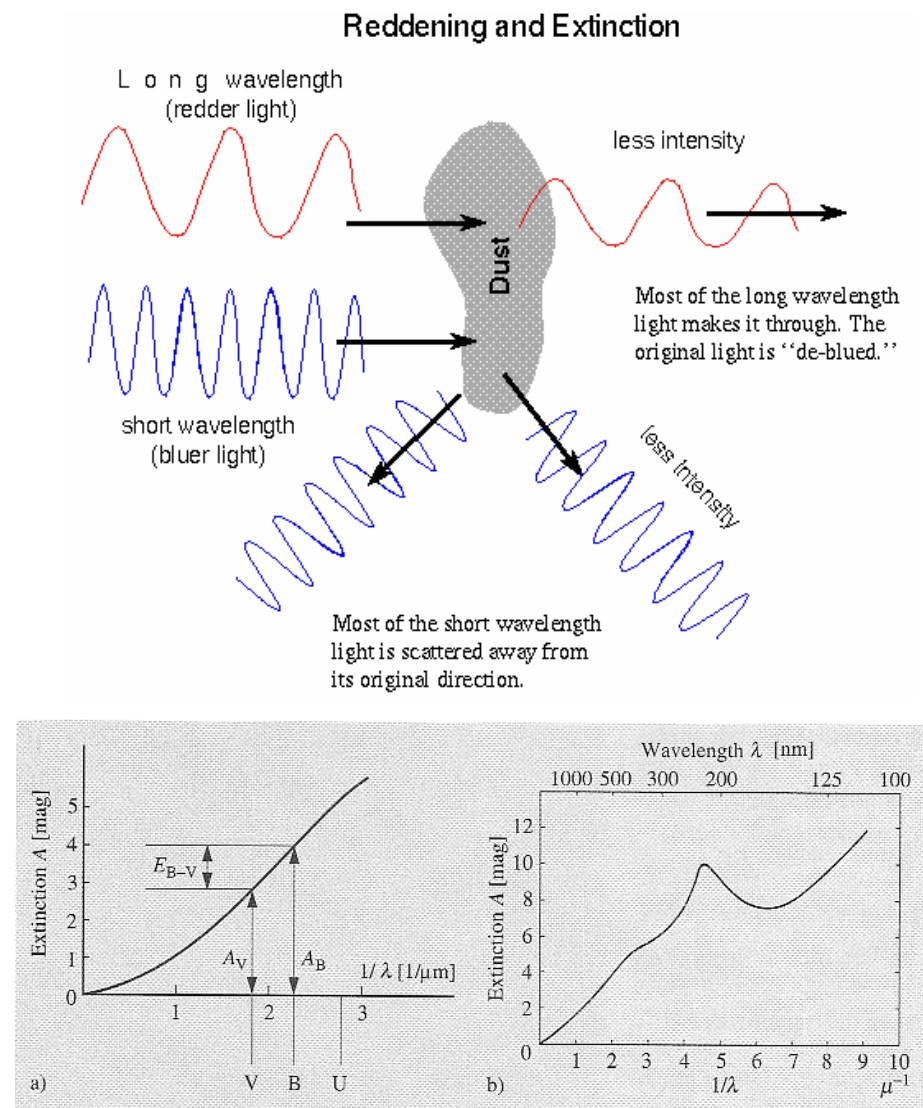 Reddening and Extinction
L o n g wavelength
(redder light)
less intensity
Dust
Most of the long wavelength
light makes it through. The
original light is ‘‘de-blued.’’
short wavelength
(bluer light)
less intensity
Most of the short wavelength
light is scattered away from
its original direction.
Extinction A [mag]
5
4
3
2
1
0
E_B–V
A_V
A_B
1/ λ [1/μm]
1 2 3
a) V B U
Wavelength λ [nm]
1000 500 300 200 125 100
Extinction A [mag]
12
10
8
6
4
2
0
1 2 3 4 5 6 7 8 9 10
b) 1/λ μ⁻¹